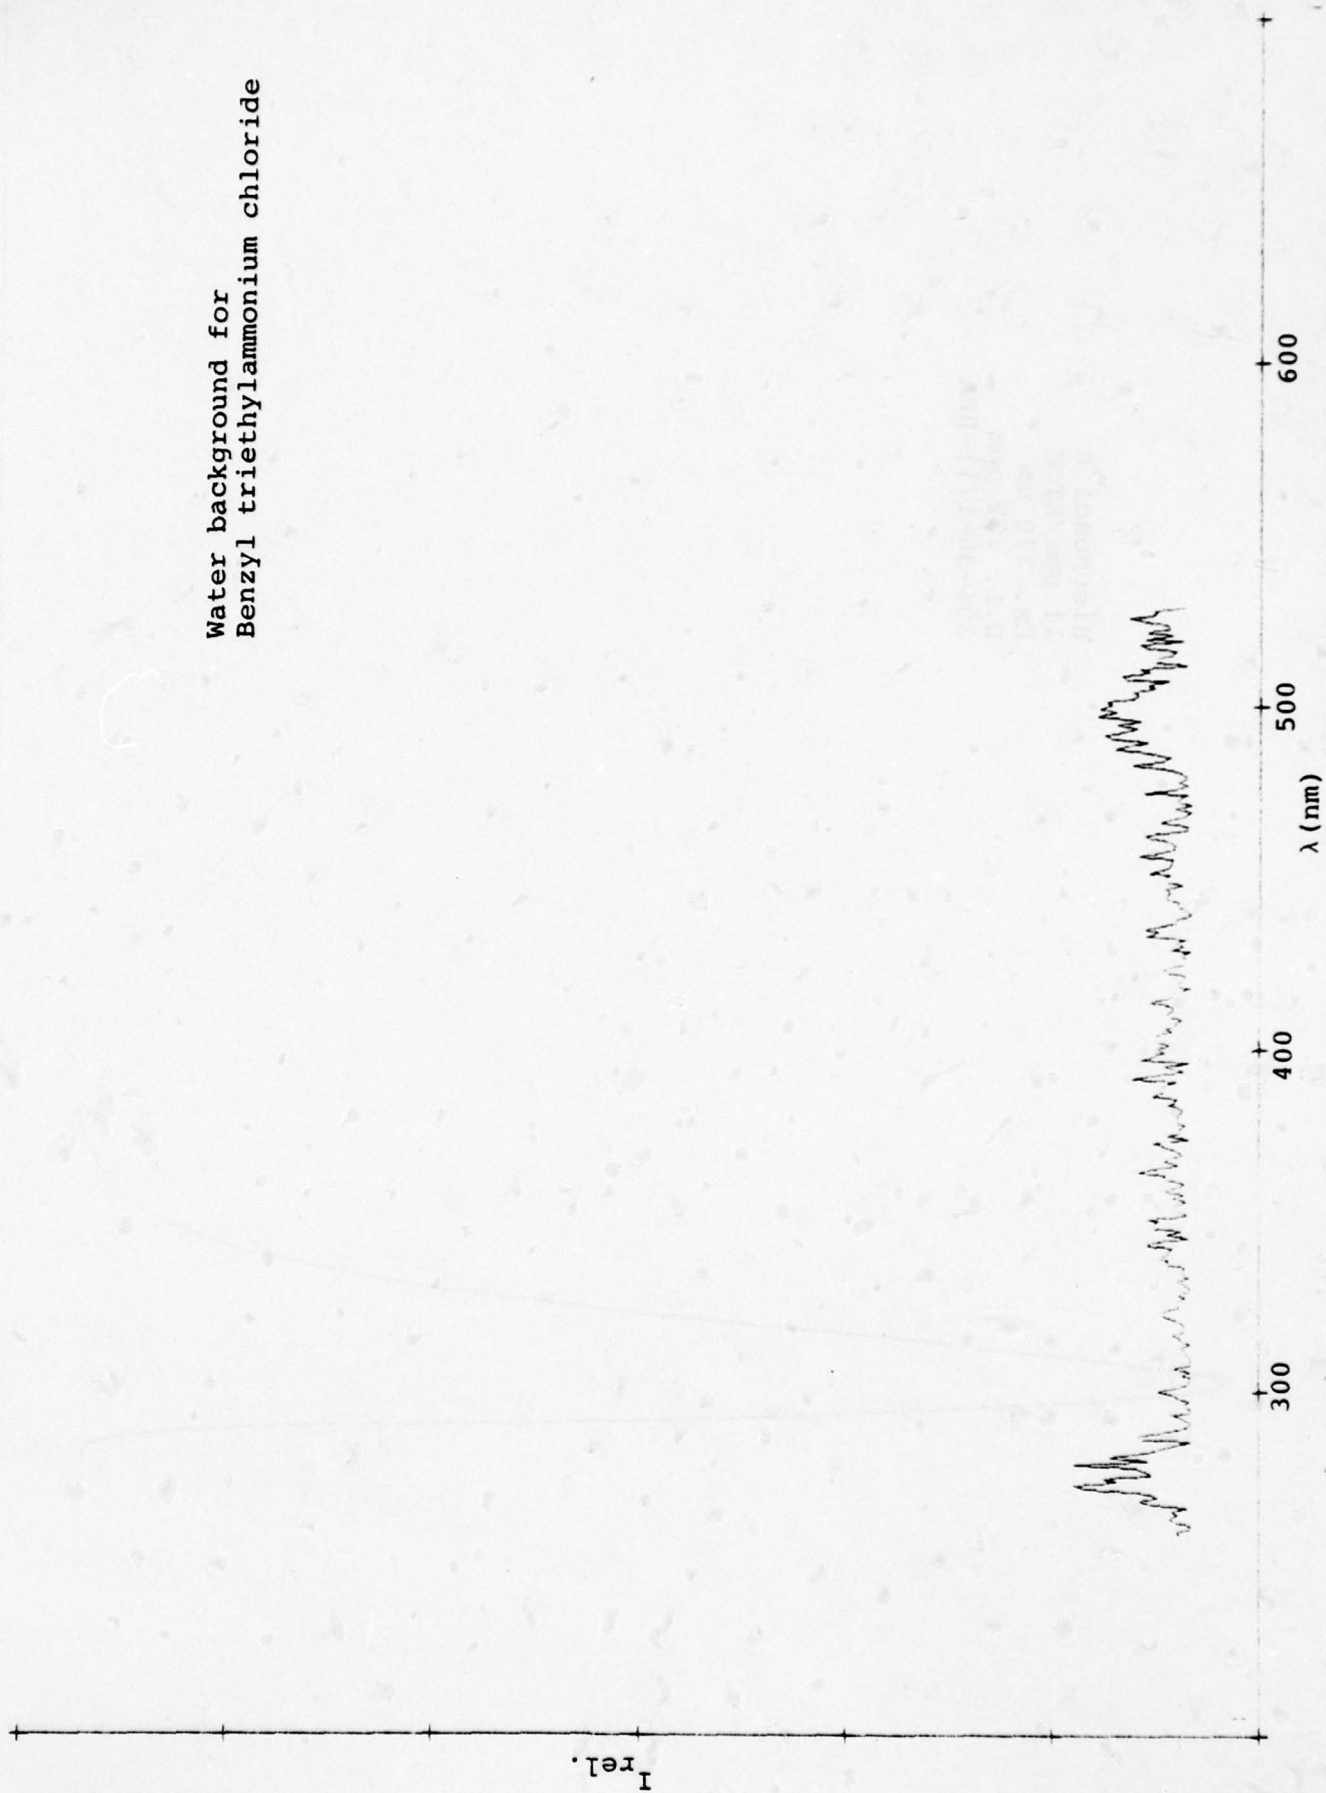 Water background for
Benzyl triethylammonium chloride
I rel.
300
400
500
600
λ (nm)